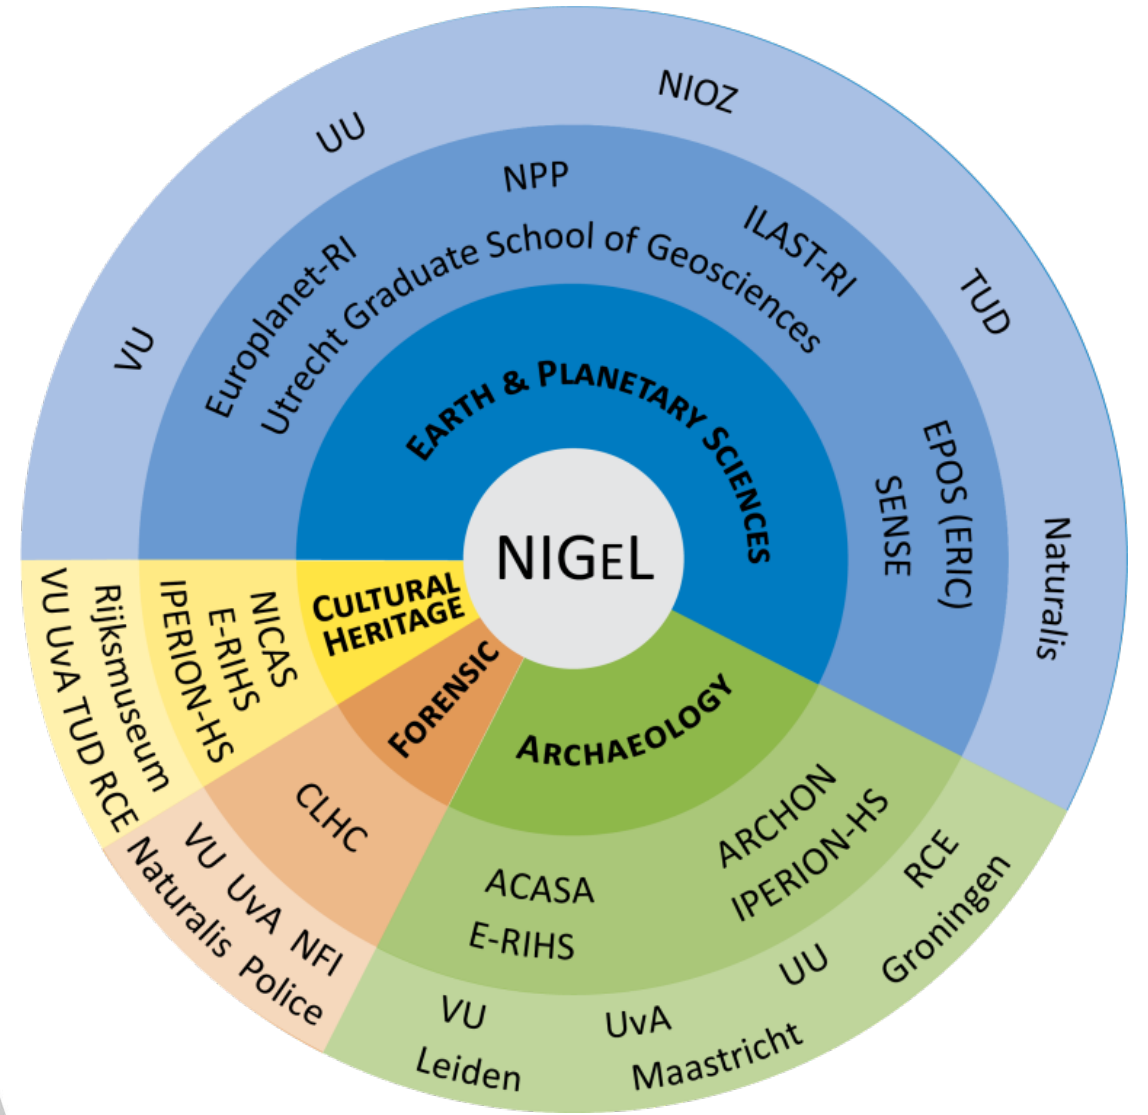 NIOZ
UU
TUD
VU
Naturalis
NPP
ILAST-RI
Europlanet-RI
Utrecht Graduate School of Geosciences
EPOS (ERIC)
SENSE
EARTH & PLANETARY SCIENCES
NIGEL
CULTURAL
HERITAGE
NICAS
E-RIHS
IPERION-HS
Rijksmuseum
VU UvA TUD RCE
FORENSIC
CLHC
VU UvA NFI
Naturalis Police
ARCHAEOLOGY
ARCHON
IPERION-HS
ACASA
E-RIHS
RCE
Groningen
UU
VU
UvA
Leiden
Maastricht